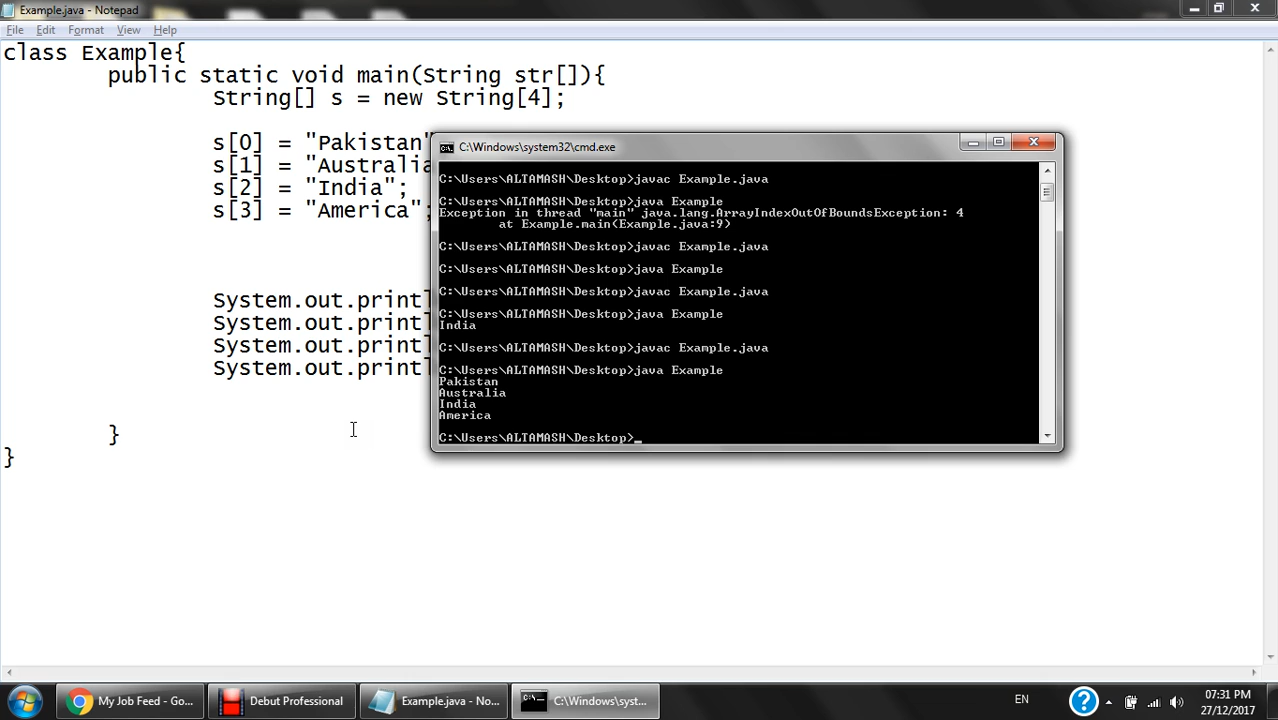 Example.java - Notepad
File Edit Format View Help
class Example{
public static void main(String str[]){
String[] s = new String[4];
s[0] = "Pakistan"
s[1] = "Australia
s[2] = "India";
s[3] = "America";
System.out.printl
System.out.printl
System.out.printl
System.out.printl
}
}
C:\Windows\system32\cmd.exe
C:\Users\ALTAMASH\Desktop>javac Example.java
C:\Users\ALTAMASH\Desktop>java Example
Exception in thread "main" java.lang.ArrayIndexOutOfBoundsException: 4
at Example.main(Example.java:9)
C:\Users\ALTAMASH\Desktop>javac Example.java
C:\Users\ALTAMASH\Desktop>java Example
C:\Users\ALTAMASH\Desktop>javac Example.java
C:\Users\ALTAMASH\Desktop>java Example
India
C:\Users\ALTAMASH\Desktop>javac Example.java
C:\Users\ALTAMASH\Desktop>java Example
Pakistan
Australia
India
America
C:\Users\ALTAMASH\Desktop>_
My Job Feed - Go... Debut Professional Example.java - No... C:\Windows\syst... EN 07:31 PM
27/12/2017